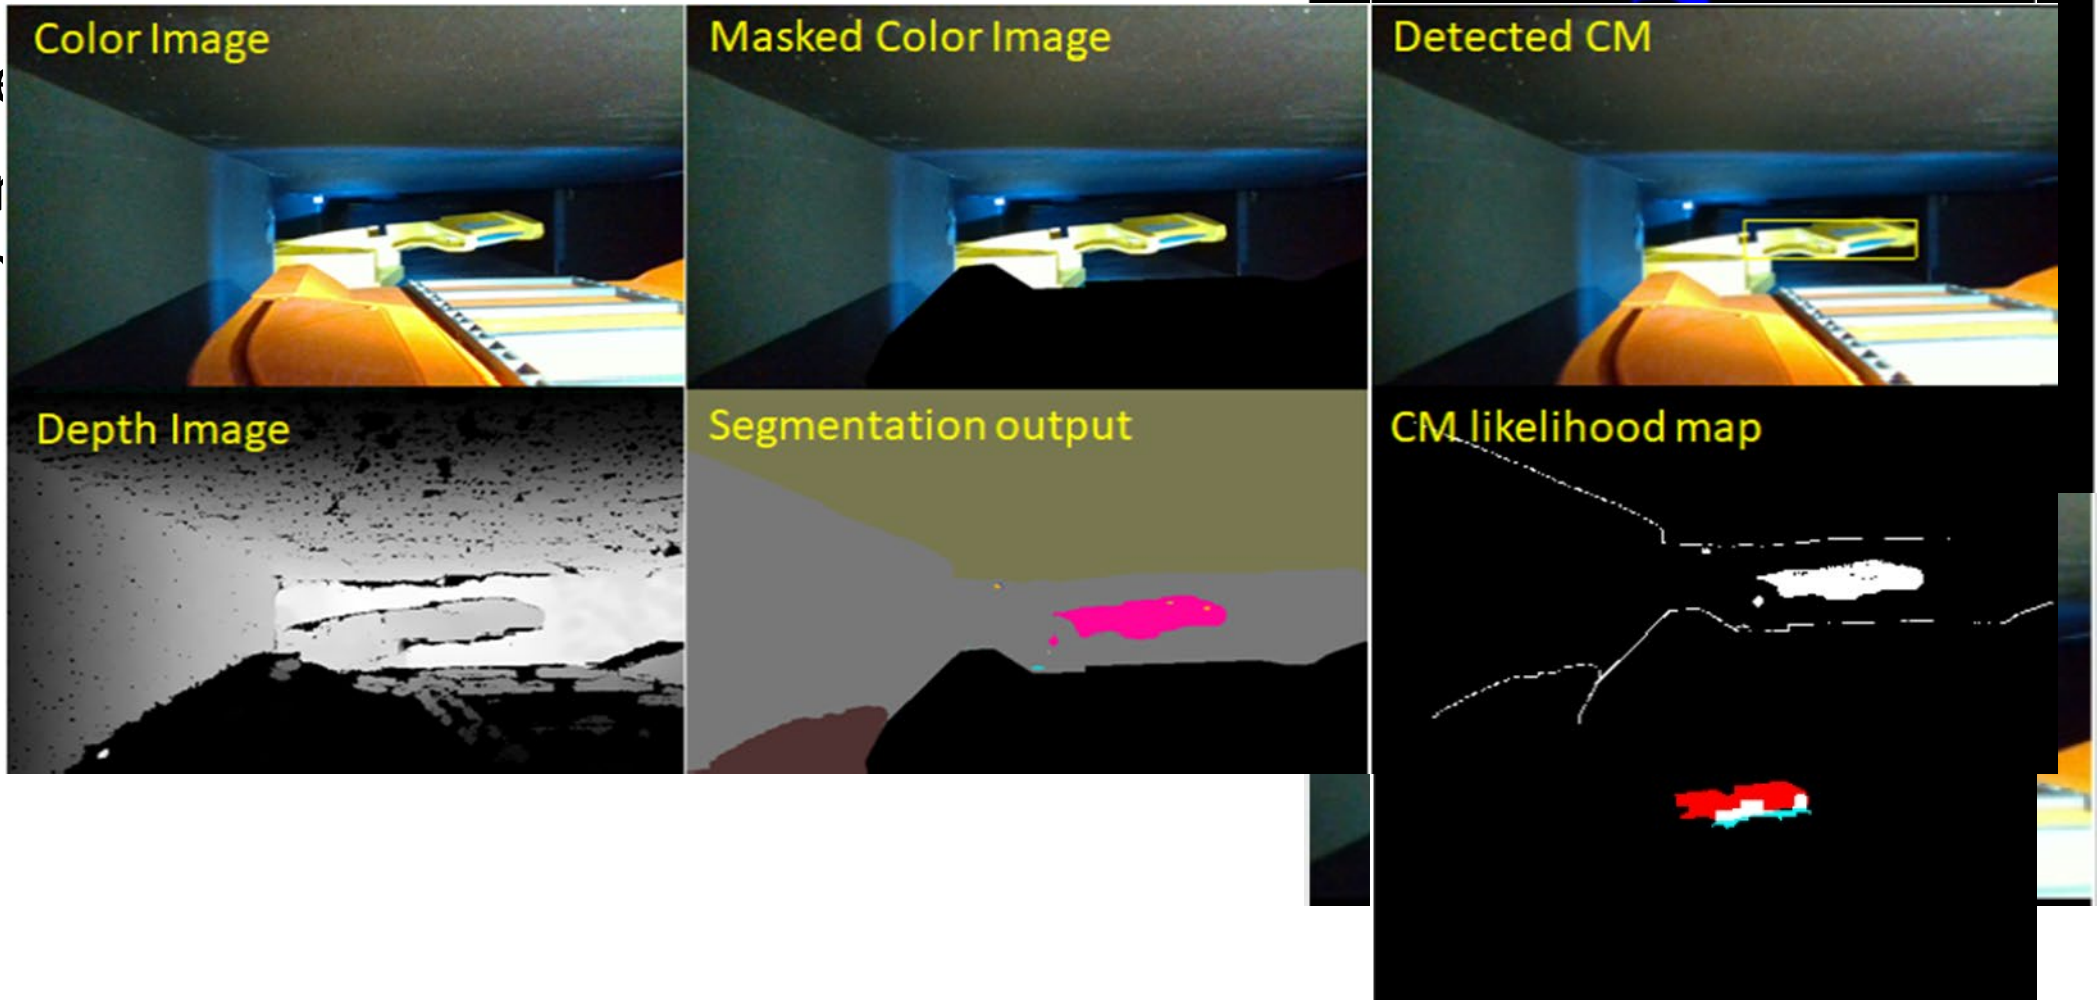 Color Image
Masked Color Image
Detected CM
Depth Image
Segmentation output
CM likelihood map